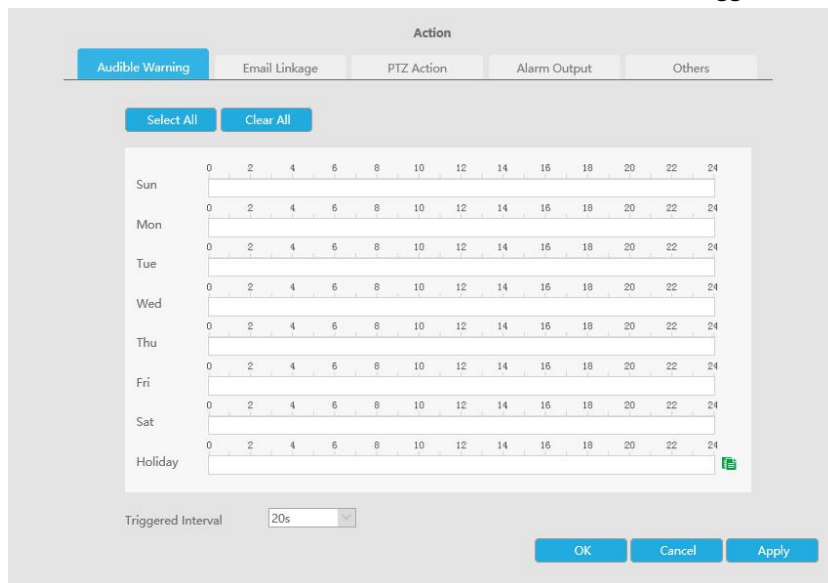 Action
Audible Warning Email Linkage PTZ Action Alarm Output Others
Select All Clear All
0 2 4 6 8 10 12 14 16 18 20 22 24
Sun
0 2 4 6 8 10 12 14 16 18 20 22 24
Mon
0 2 4 6 8 10 12 14 16 18 20 22 24
Tue
0 2 4 6 8 10 12 14 16 18 20 22 24
Wed
0 2 4 6 8 10 12 14 16 18 20 22 24
Thu
0 2 4 6 8 10 12 14 16 18 20 22 24
Fri
0 2 4 6 8 10 12 14 16 18 20 22 24
Sat
0 2 4 6 8 10 12 14 16 18 20 22 24
Holiday
Triggered Interval 20s
OK Cancel Apply